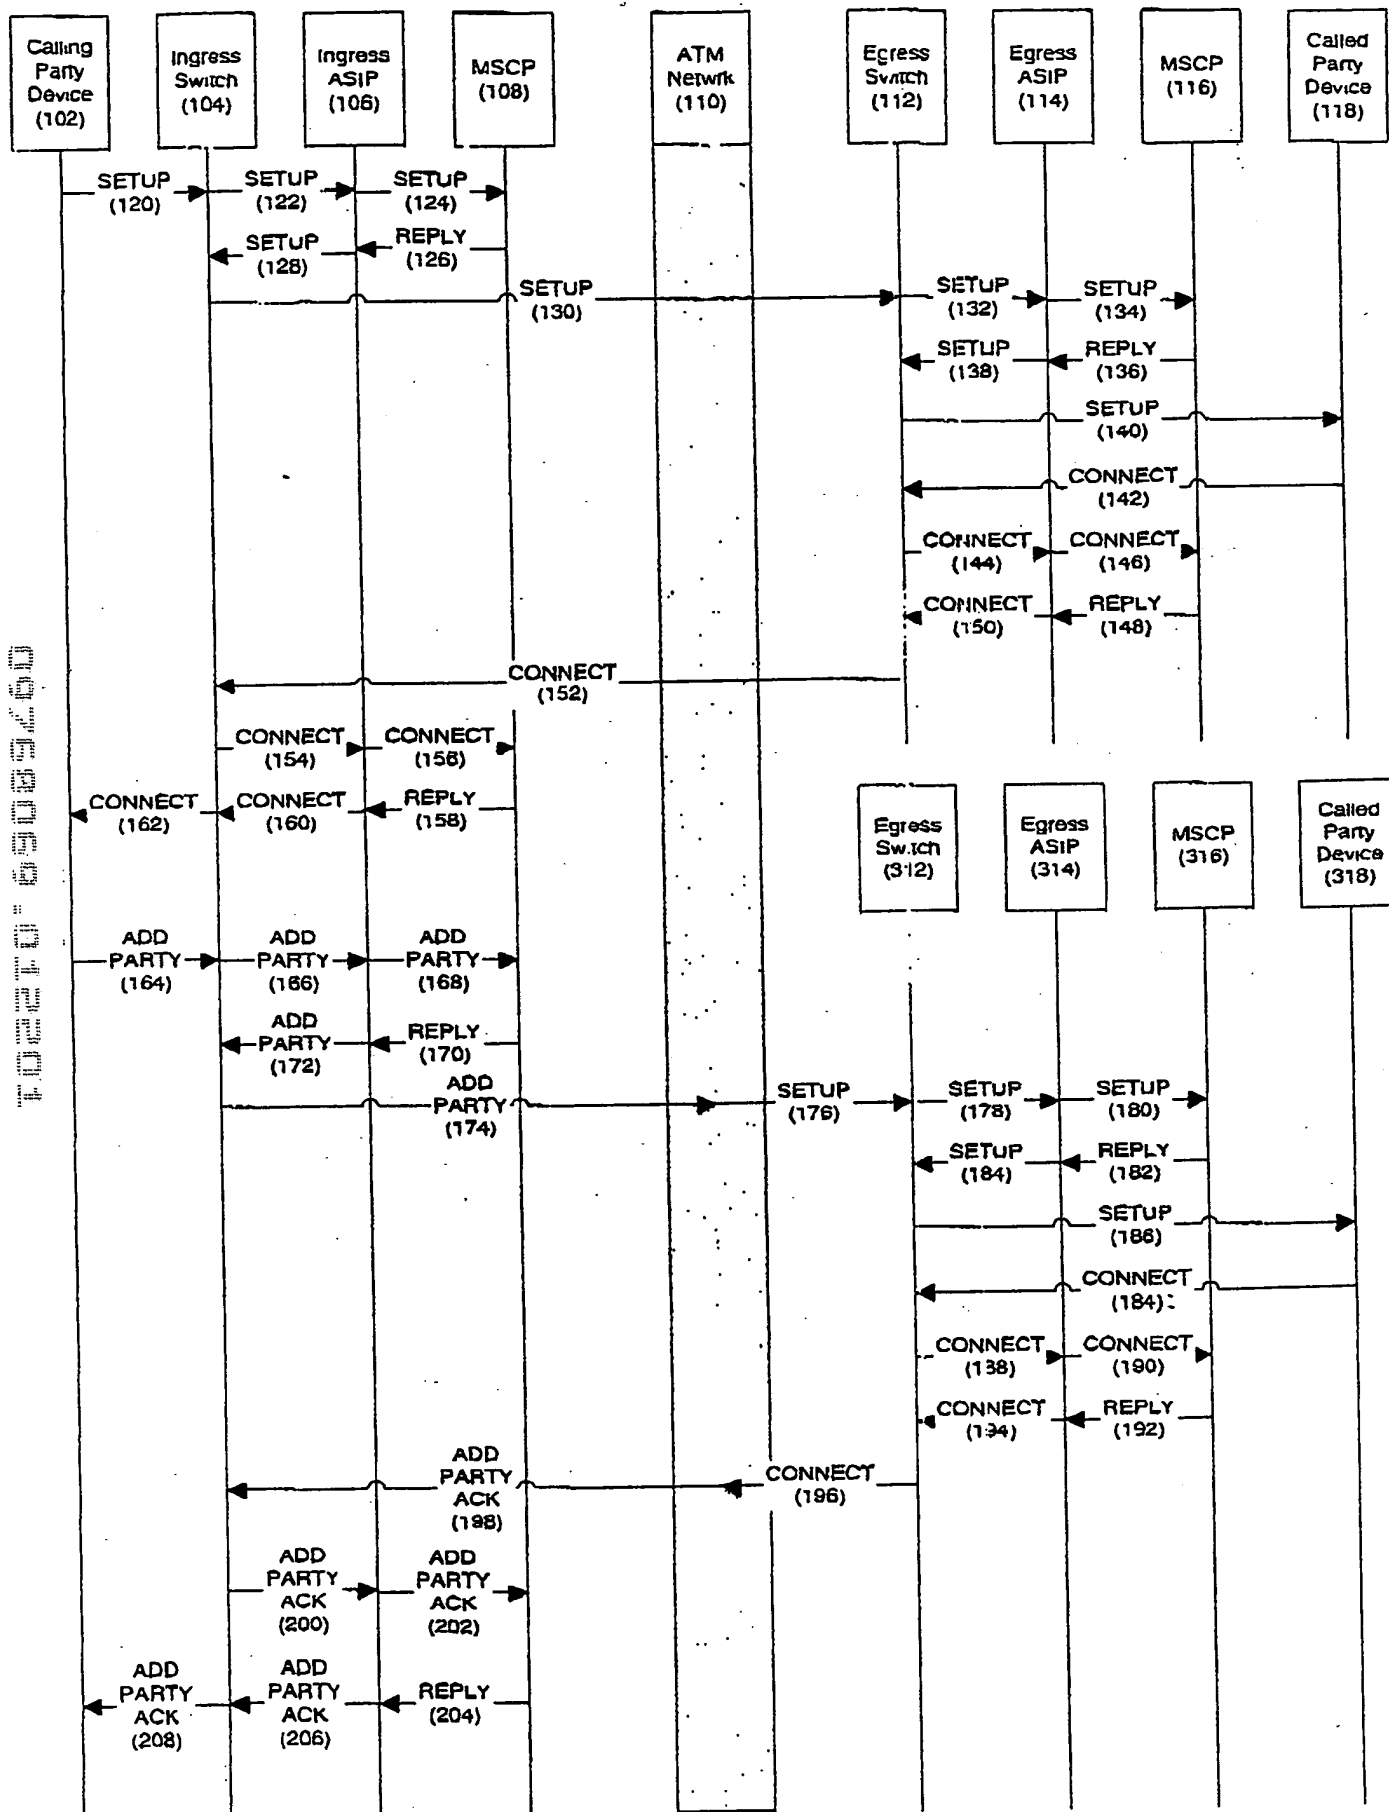 Calling
Party
Device
(102)
Ingress
Switch
(104)
Ingress
ASIP
(106)
MSCP
(108)
ATM
Netwrk
(110)
Egress
Switch
(112)
Egress
ASIP
(114)
MSCP
(116)
Called
Party
Device
(118)
SETUP
(120)
SETUP
(122)
SETUP
(124)
SETUP
(128)
REPLY
(126)
SETUP
(130)
SETUP
(132)
SETUP
(134)
SETUP
(138)
REPLY
(136)
SETUP
(140)
CONNECT
(142)
CONNECT
(144)
CONNECT
(146)
CONNECT
(150)
REPLY
(148)
CONNECT
(152)
CONNECT
(154)
CONNECT
(156)
CONNECT
(162)
CONNECT
(160)
REPLY
(158)
Egress
Switch
(312)
Egress
ASIP
(314)
MSCP
(316)
Called
Party
Device
(318)
ADD
PARTY
(164)
ADD
PARTY
(166)
ADD
PARTY
(168)
ADD
PARTY
(172)
REPLY
(170)
ADD
PARTY
(174)
SETUP
(176)
SETUP
(178)
SETUP
(180)
SETUP
(184)
REPLY
(182)
SETUP
(186)
CONNECT
(184)
CONNECT
(188)
CONNECT
(190)
CONNECT
(194)
REPLY
(192)
ADD
PARTY
ACK
(198)
CONNECT
(196)
ADD
PARTY
ACK
(200)
ADD
PARTY
ACK
(202)
ADD
PARTY
ACK
(208)
ADD
PARTY
ACK
(206)
REPLY
(204)
09768069.012201